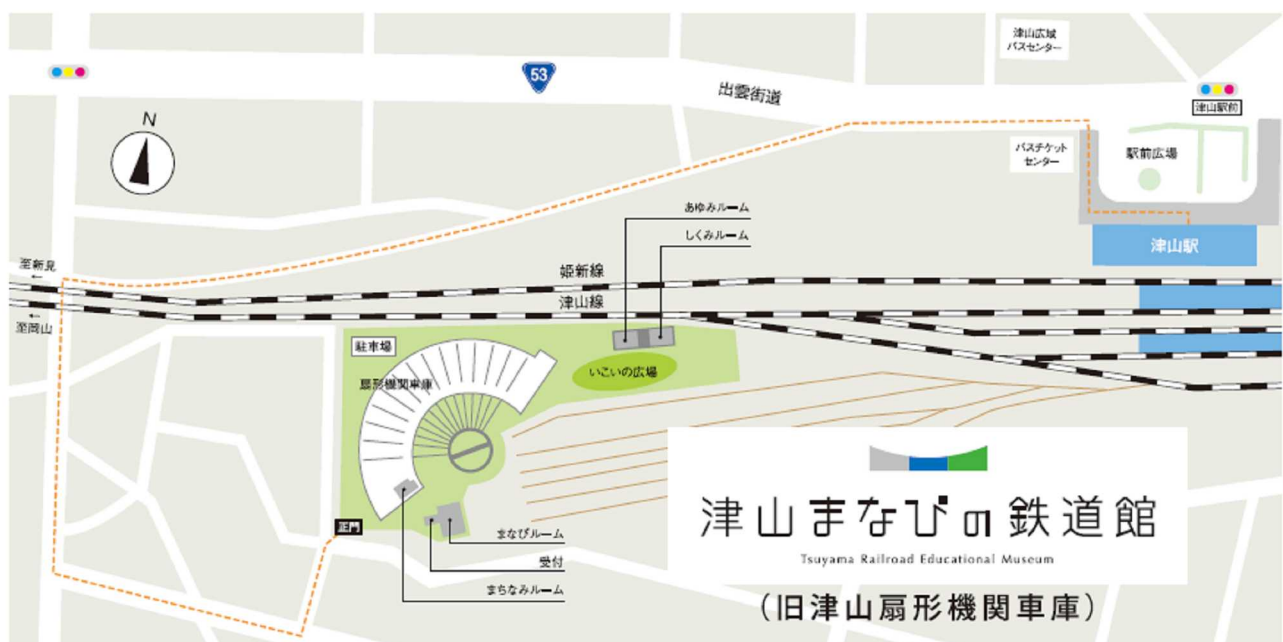 津山広域
バスセンター
53
出雲街道
津山駅前
N
バスチケット
センター
駅前広場
あゆみルーム
しくみルーム
津山駅
至新見
←
姫新線
津山線
←
至岡山
駐車場
扇形機関車庫
いこいの広場
正門
まなびルーム
受付
まちなみルーム
津山まなびの鉄道館
Tsuyama Railroad Educational Museum
(旧津山扇形機関車庫)